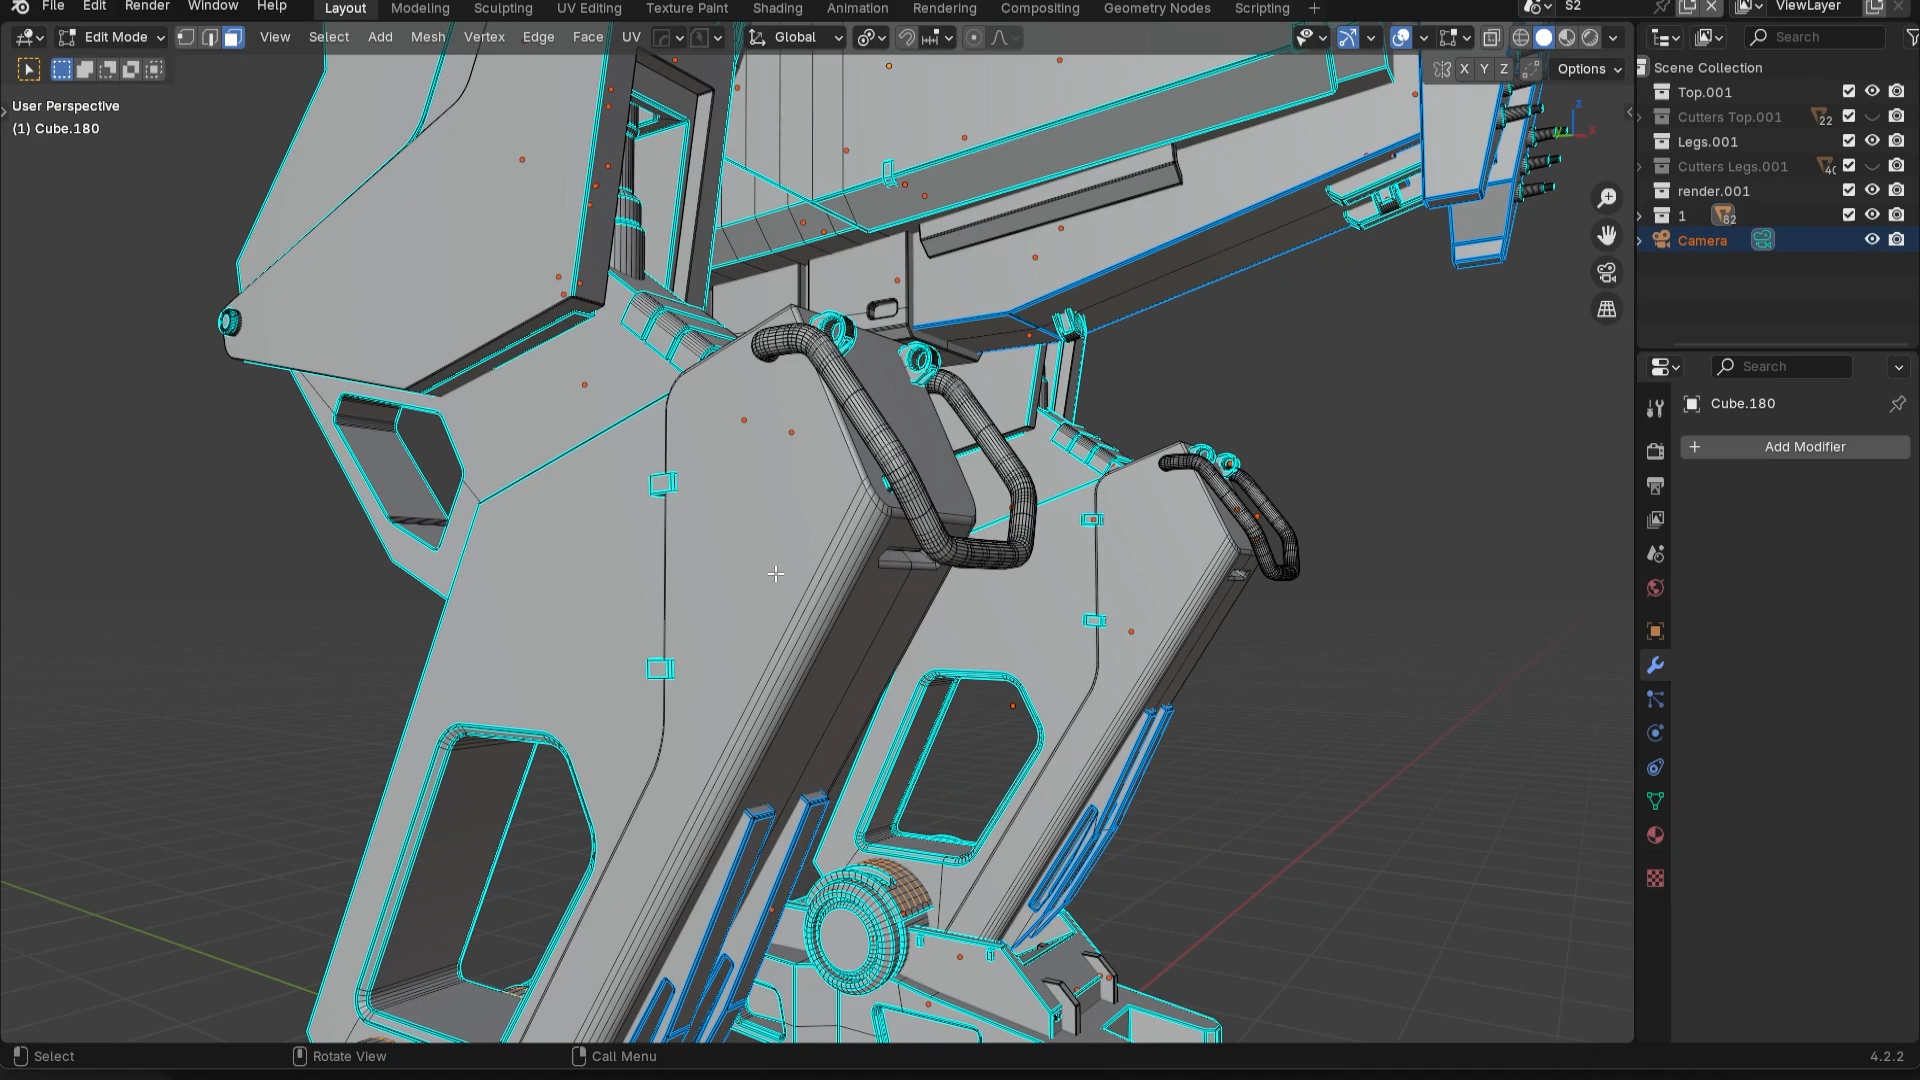 File Edit Render Window Help Layout Modeling Sculpting UV Editing Texture Paint Shading Animation Rendering Compositing Geometry Nodes Scripting + S2 ViewLayer
Edit Mode View Select Add Mesh Vertex Edge Face UV Global Search
X Y Z Options
Scene Collection
User Perspective
(1) Cube.180
Top.001
Cutters Top.001 22
Legs.001
Cutters Legs.001
render.001
1 82
Camera
Search
Cube.180
+ Add Modifier
Z
Select Rotate View Call Menu 4.2.2